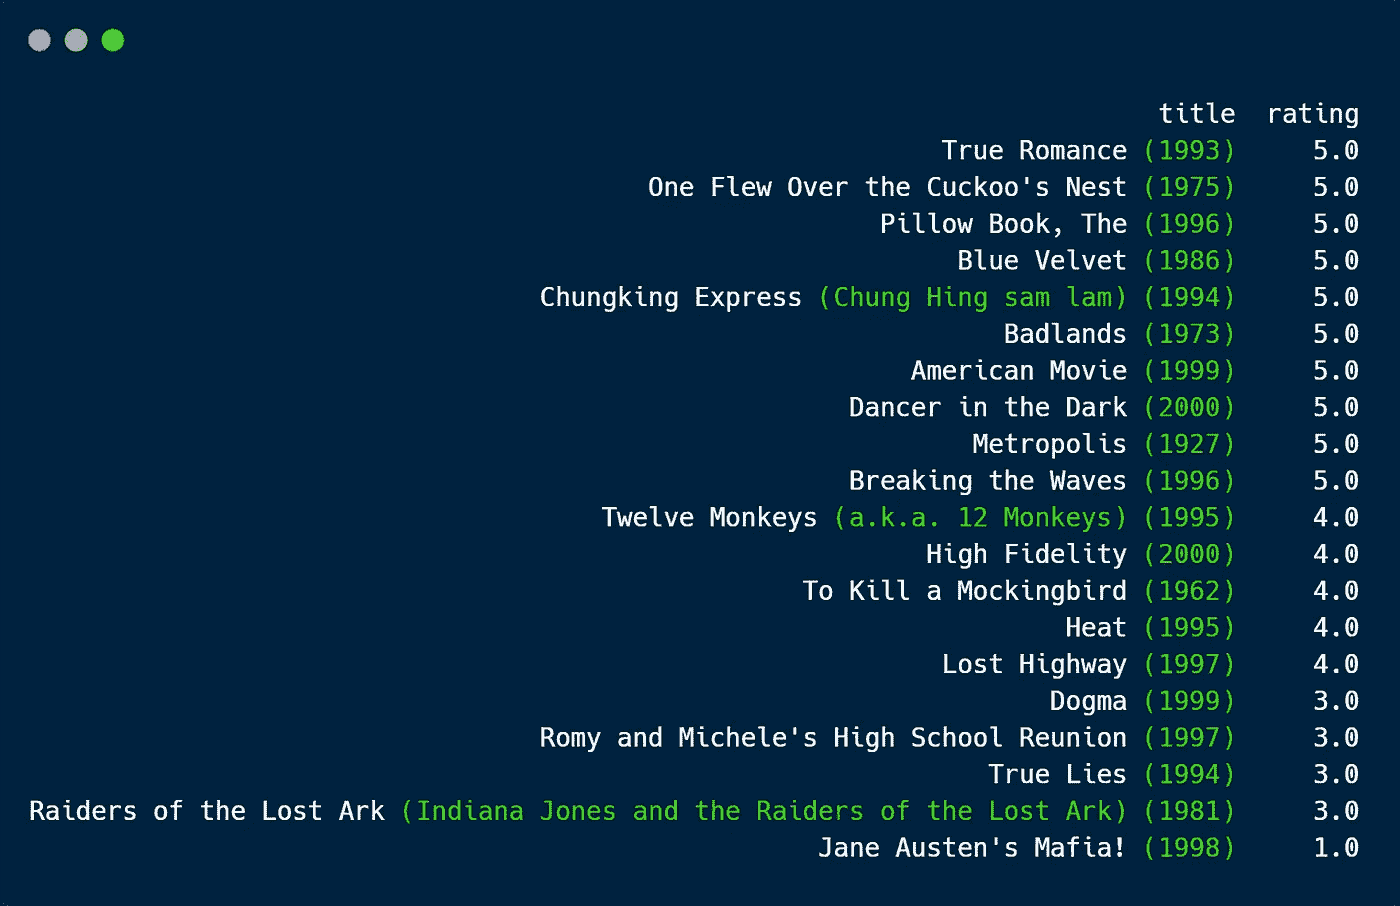 title rating
True Romance (1993) 5.0
One Flew Over the Cuckoo's Nest (1975) 5.0
Pillow Book, The (1996) 5.0
Blue Velvet (1986) 5.0
Chungking Express (Chung Hing sam lam) (1994) 5.0
Badlands (1973) 5.0
American Movie (1999) 5.0
Dancer in the Dark (2000) 5.0
Metropolis (1927) 5.0
Breaking the Waves (1996) 5.0
Twelve Monkeys (a.k.a. 12 Monkeys) (1995) 4.0
High Fidelity (2000) 4.0
To Kill a Mockingbird (1962) 4.0
Heat (1995) 4.0
Lost Highway (1997) 4.0
Dogma (1999) 3.0
Romy and Michele's High School Reunion (1997) 3.0
True Lies (1994) 3.0
Raiders of the Lost Ark (Indiana Jones and the Raiders of the Lost Ark) (1981) 3.0
Jane Austen's Mafia! (1998) 1.0